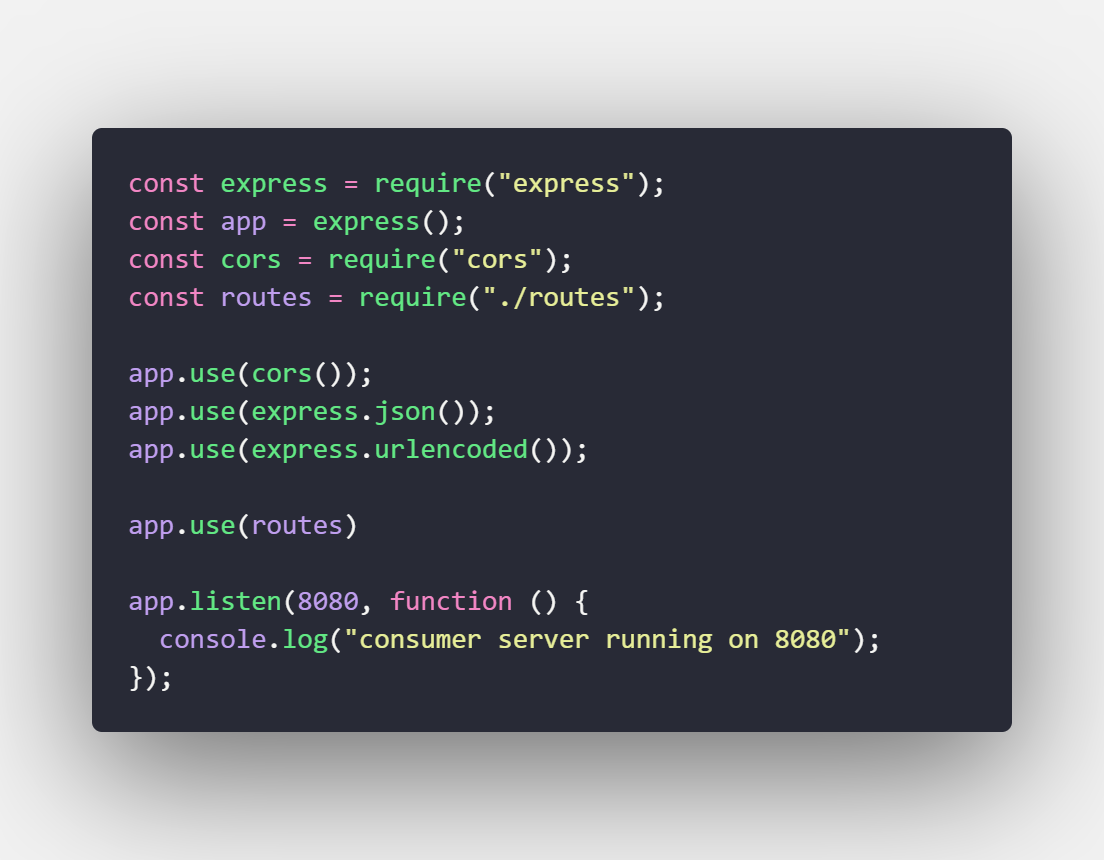 const express = require("express");
const app = express();
const cors = require("cors");
const routes = require("./routes");
app.use(cors());
app.use(express.json());
app.use(express.urlencoded());
app.use(routes)
app.listen(8080, function () {
  console.log("consumer server running on 8080");
});